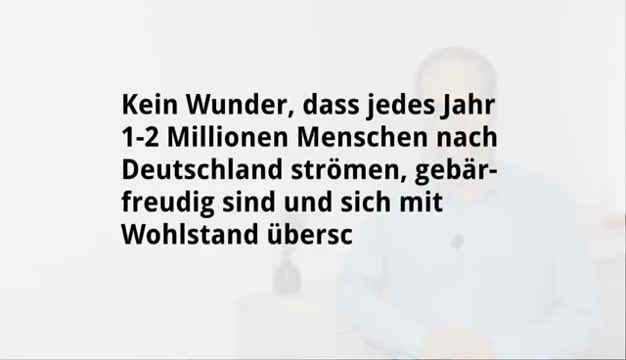 Kein Wunder, dass jedes Jahr
1-2 Millionen Menschen nach
Deutschland strömen, gebär-
freudig sind und sich mit
Wohlstand übersc